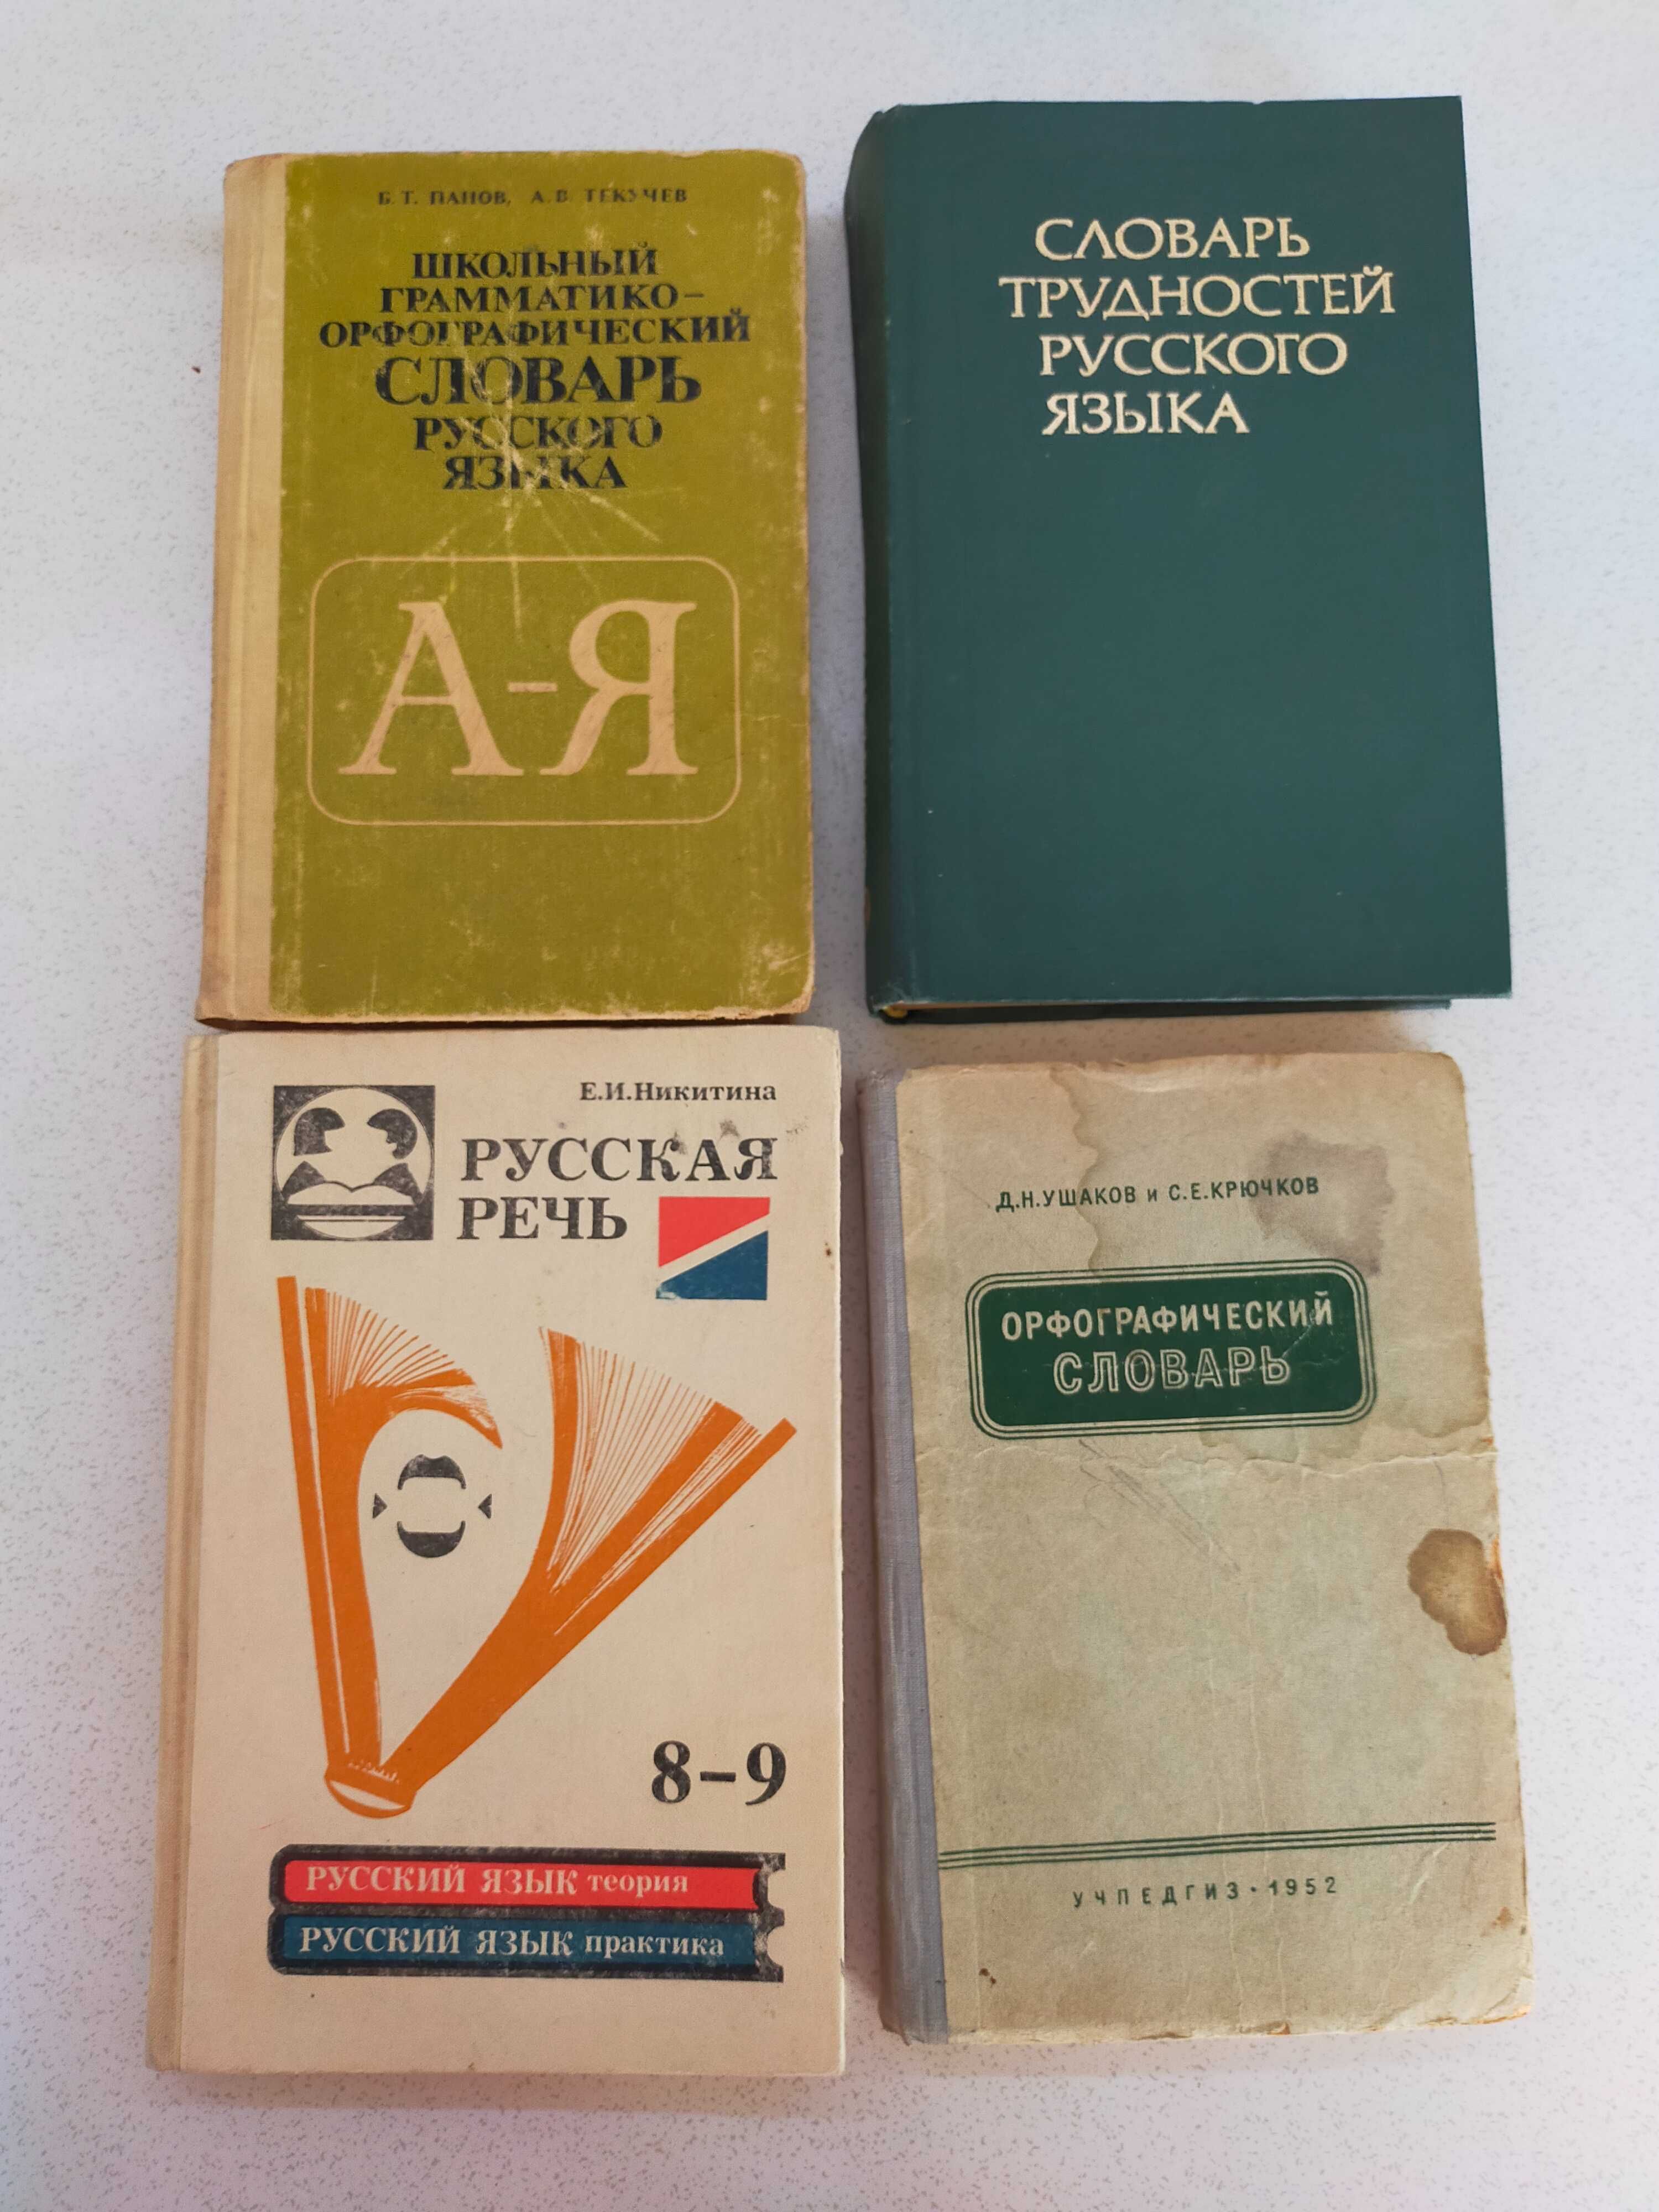 Б. Т. ПАНОВ, А. В. ТЕКУЧЕВ
ШКОЛЬНЫЙ
ГРАММАТИКО-
ОРФОГРАФИЧЕСКИЙ
СЛОВАРЬ
РУССКОГО
ЯЗЫКА
А-Я
СЛОВАРЬ
ТРУДНОСТЕЙ
РУССКОГО
ЯЗЫКА
Е.И.Никитина
РУССКАЯ
РЕЧЬ
8-9
РУССКИЙ ЯЗЫК теория
РУССКИЙ ЯЗЫК практика
Д.Н.УШАКОВ и С.Е.КРЮЧКОВ
ОРФОГРАФИЧЕСКИЙ
СЛОВАРЬ
УЧПЕДГИЗ·1952